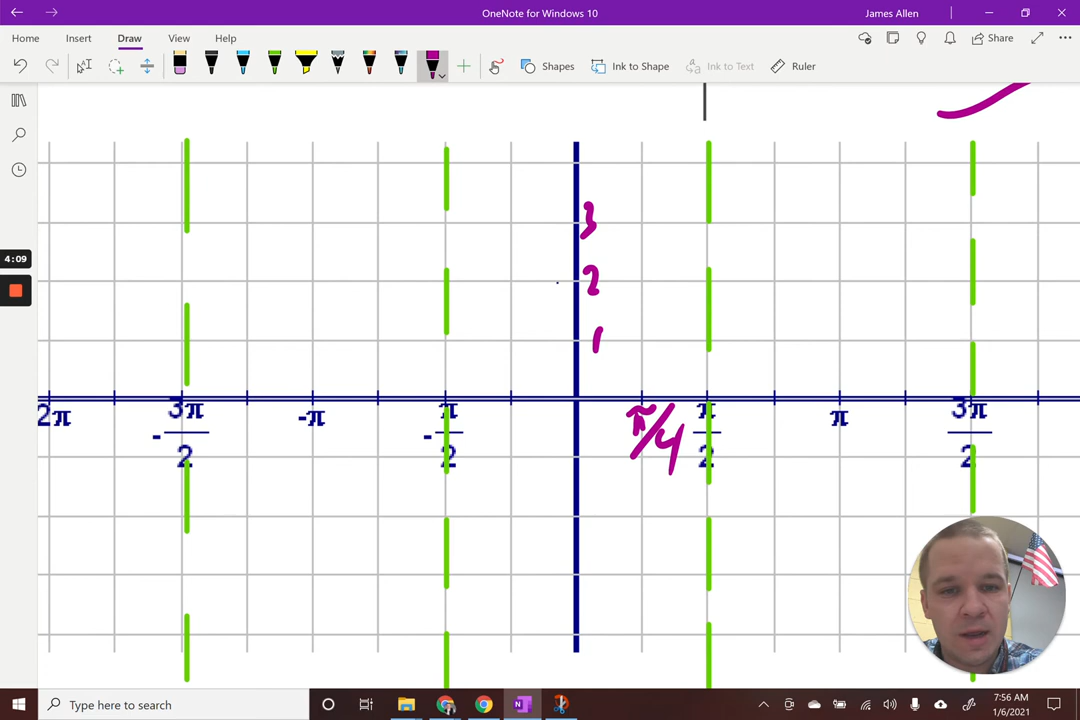 OneNote for Windows 10
James Allen
Home Insert Draw View Help
Share
Shapes
Ink to Shape
Ink to Text
Ruler
3
2
1
4:09
2π
- 3π/2
-π
- π/2
π/4
π/2
π
3π/2
Type here to search
7:56 AM
1/6/2021